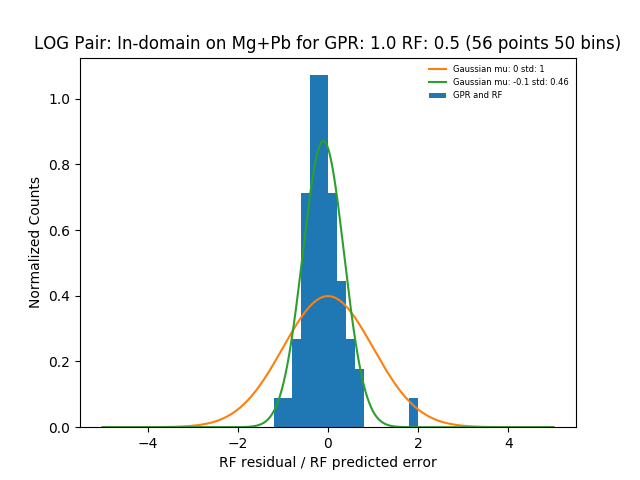 LOG Pair: In-domain on Mg+Pb for GPR: 1.0 RF: 0.5 (56 points 50 bins)
Gaussian mu: 0 std: 1
Gaussian mu: -0.1 std: 0.46
GPR and RF
Normalized Counts
1.0
0.8
0.6
0.4
0.2
0.0
−4 −2 0 2 4
RF residual / RF predicted error